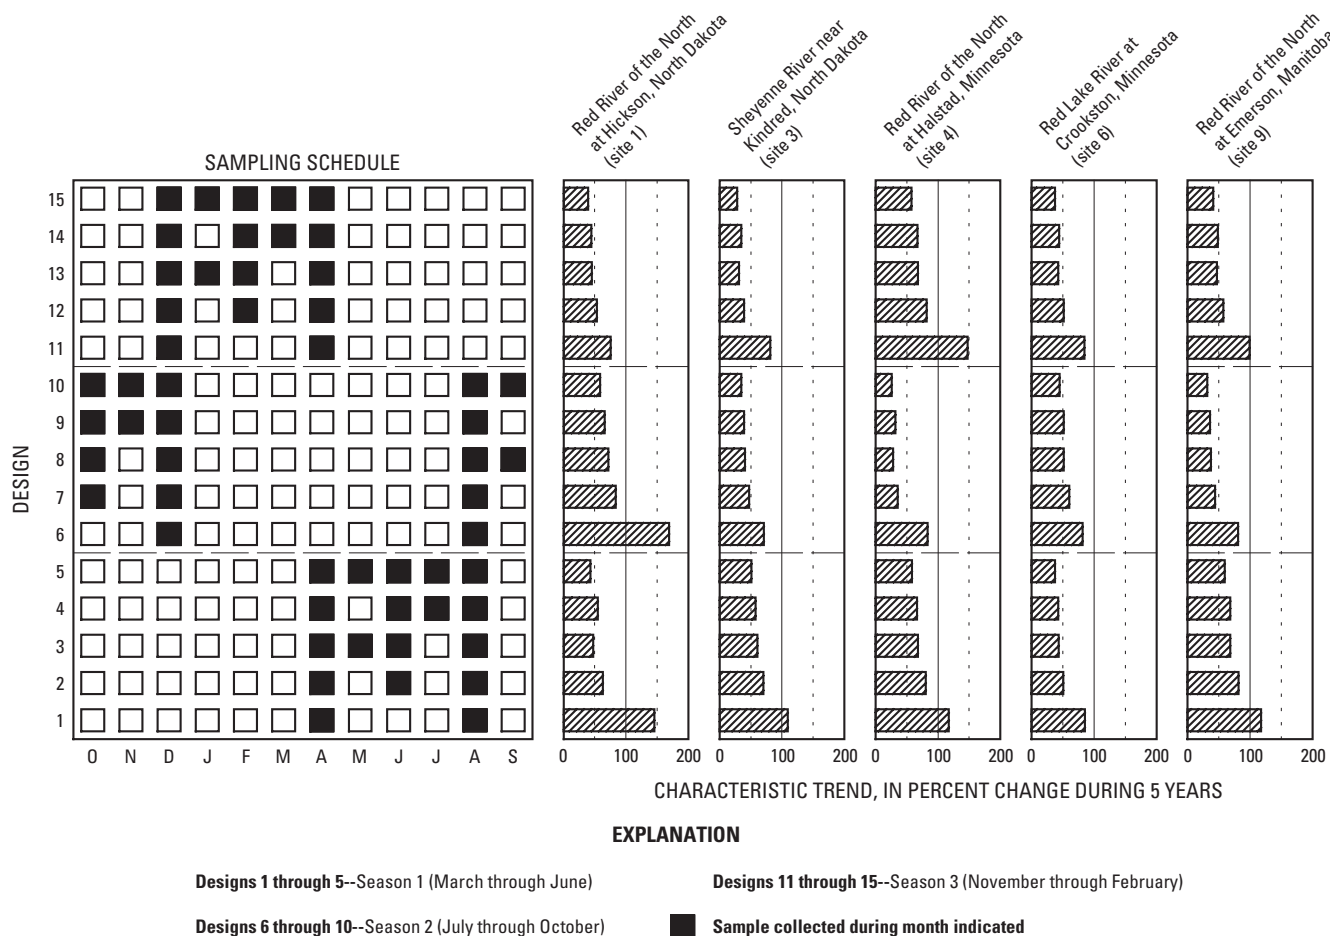 Red River of the North
at Hickson, North Dakota
(site 1)
Sheyenne River near
Kindred, North Dakota
(site 3)
Red River of the North
at Halstad, Minnesota
(site 4)
Red Lake River at
Crookston, Minnesota
(site 6)
Red River of the North
at Emerson, Manitoba
(site 9)
SAMPLING SCHEDULE
DESIGN
15
14
13
12
11
10
9
8
7
6
5
4
3
2
1
O N D J F M A M J J A S
0 100 200 0 100 200 0 100 200 0 100 200 0 100 200
CHARACTERISTIC TREND, IN PERCENT CHANGE DURING 5 YEARS
EXPLANATION
Designs 1 through 5--Season 1 (March through June)
Designs 11 through 15--Season 3 (November through February)
Designs 6 through 10--Season 2 (July through October)
Sample collected during month indicated